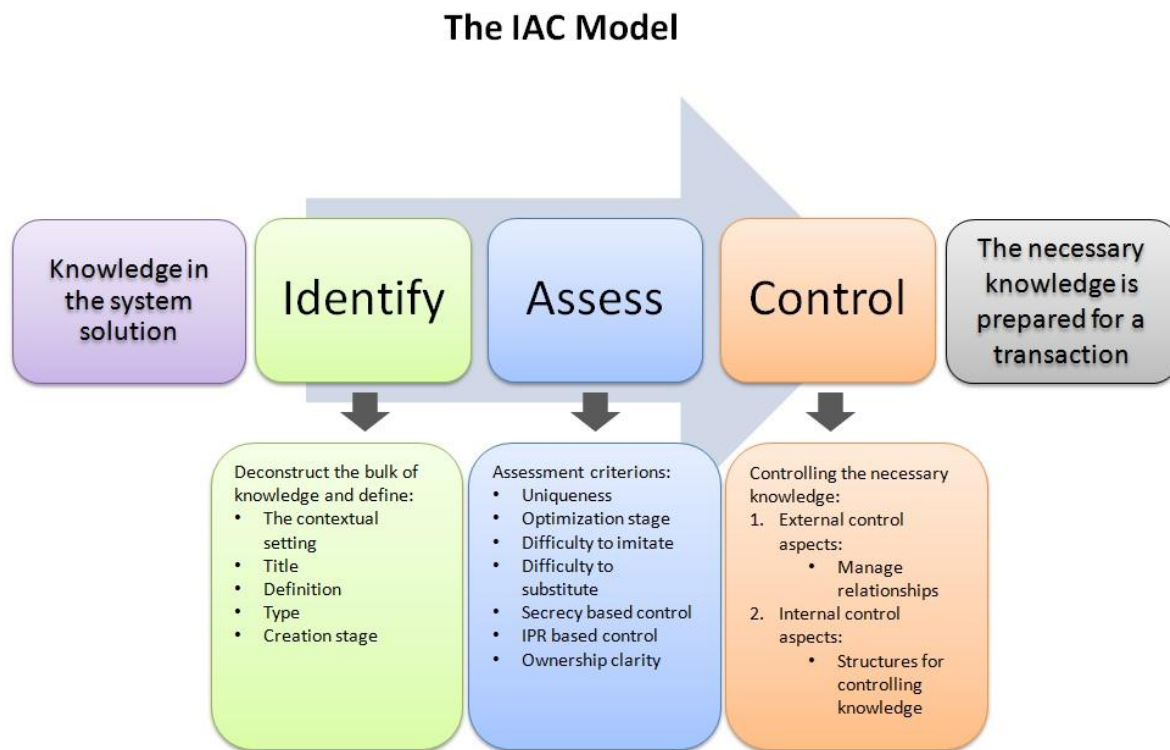 The IAC Model
Knowledge in
the system
solution
Identify
Assess
Control
The necessary
knowledge is
prepared for a
transaction
Deconstruct the bulk of
knowledge and define:
• The contextual
setting
• Title
• Definition
• Type
• Creation stage
Assessment criterions:
• Uniqueness
• Optimization stage
• Difficulty to imitate
• Difficulty to
substitute
• Secrecy based control
• IPR based control
• Ownership clarity
Controlling the necessary
knowledge:
1. External control
aspects:
• Manage
relationships
2. Internal control
aspects:
• Structures for
controlling
knowledge